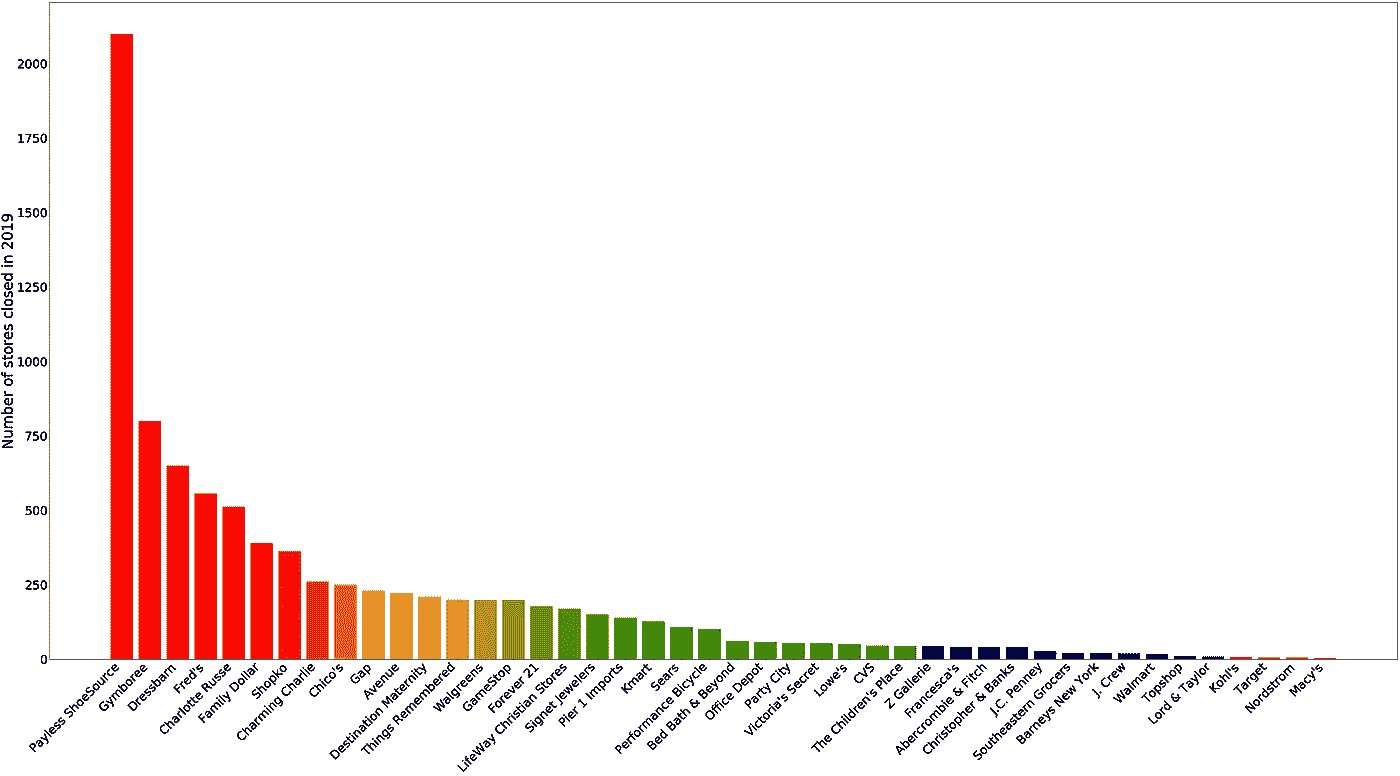 Number of stores closed in 2019
2000
1750
1500
1250
1000
750
500
250
0
Payless ShoeSource
Gymboree
Dressbarn
Fred's
Charlotte Russe
Family Dollar
Shopko
Charming Charlie
Chico's
Gap
Avenue
Destination Maternity
Things Remembered
Walgreens
GameStop
Forever 21
LifeWay Christian Stores
Signet Jewelers
Pier 1 Imports
Kmart
Sears
Performance Bicycle
Bed Bath & Beyond
Office Depot
Party City
Victoria's Secret
Lowe's
CVS
The Children's Place
Z Gallerie
Francesca's
Abercrombie & Fitch
Christopher & Banks
J.C. Penney
Southeastern Grocers
Barneys New York
J. Crew
Walmart
Topshop
Lord & Taylor
Kohl's
Target
Nordstrom
Macy's